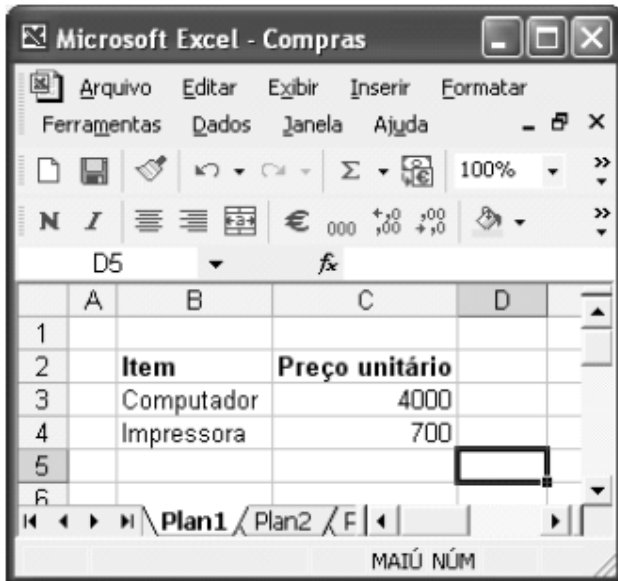 Microsoft Excel - Compras
Arquivo Editar Exibir Inserir Formatar
Ferramentas Dados Janela Ajuda
Σ 100%
N I € 000
D5 fx
A B C D
1
2 Item Preço unitário
3 Computador 4000
4 Impressora 700
5
6
Plan1 Plan2
MAIÚ NÚM